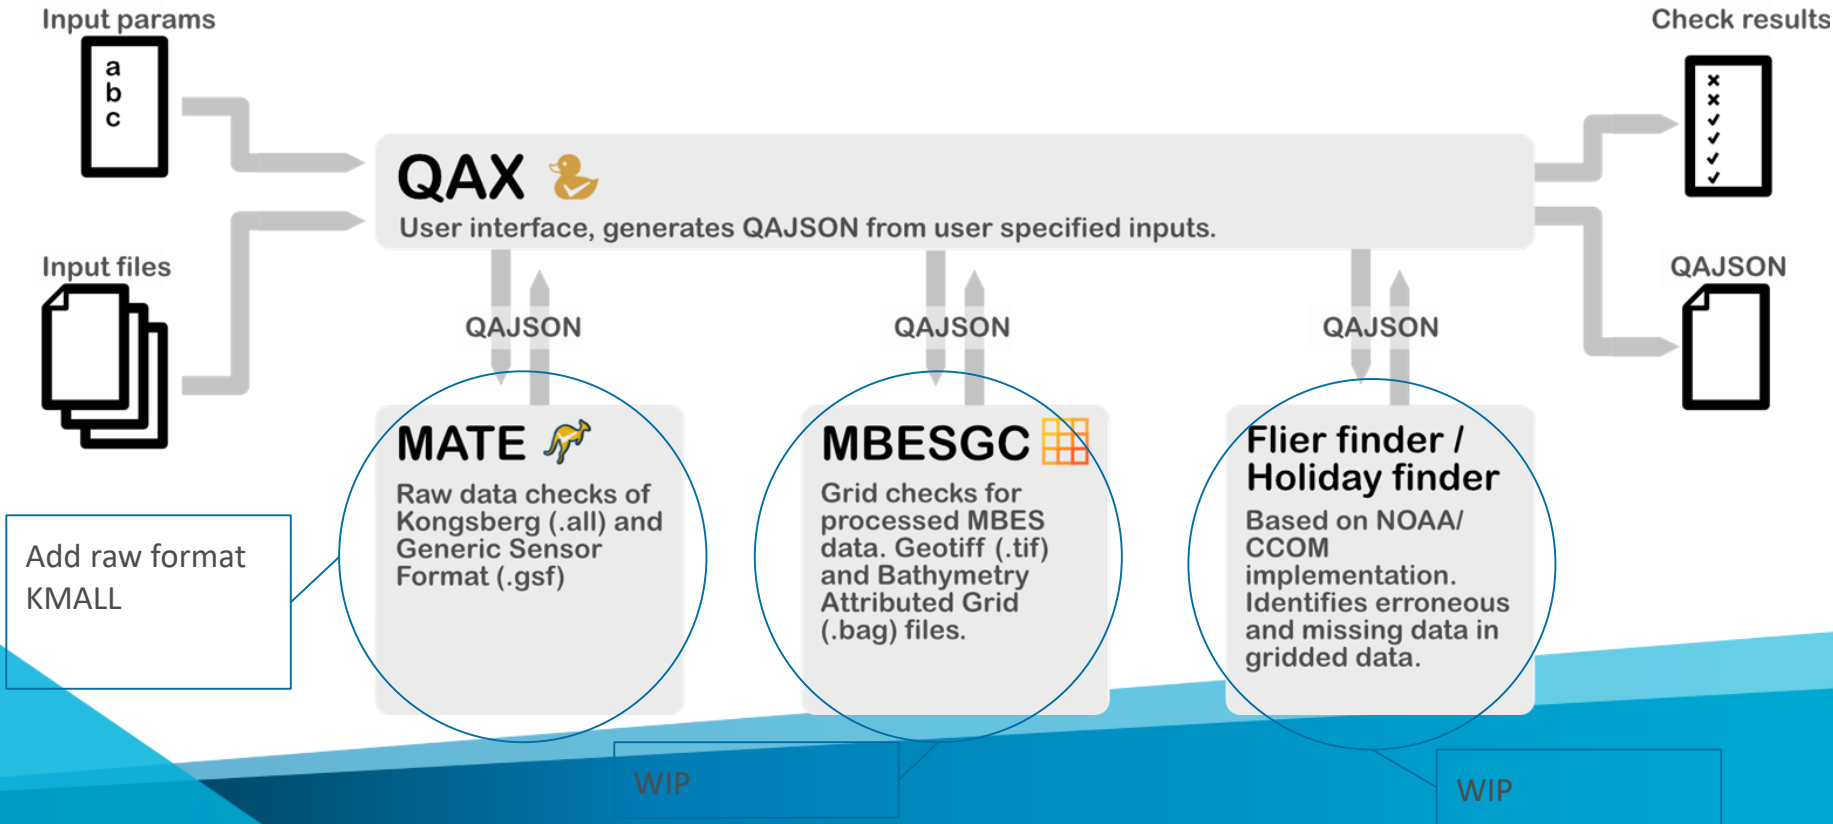 Input params
a
b
c
Input files
Check results
QAJSON
QAX
User interface, generates QAJSON from user specified inputs.
QAJSON
QAJSON
QAJSON
MATE
Raw data checks of
Kongsberg (.all) and
Generic Sensor
Format (.gsf)
MBESGC
Grid checks for
processed MBES
data. Geotiff (.tif)
and Bathymetry
Attributed Grid
(.bag) files.
Flier finder /
Holiday finder
Based on NOAA/
CCOM
implementation.
Identifies erroneous
and missing data in
gridded data.
Add raw format
KMALL
WIP
WIP